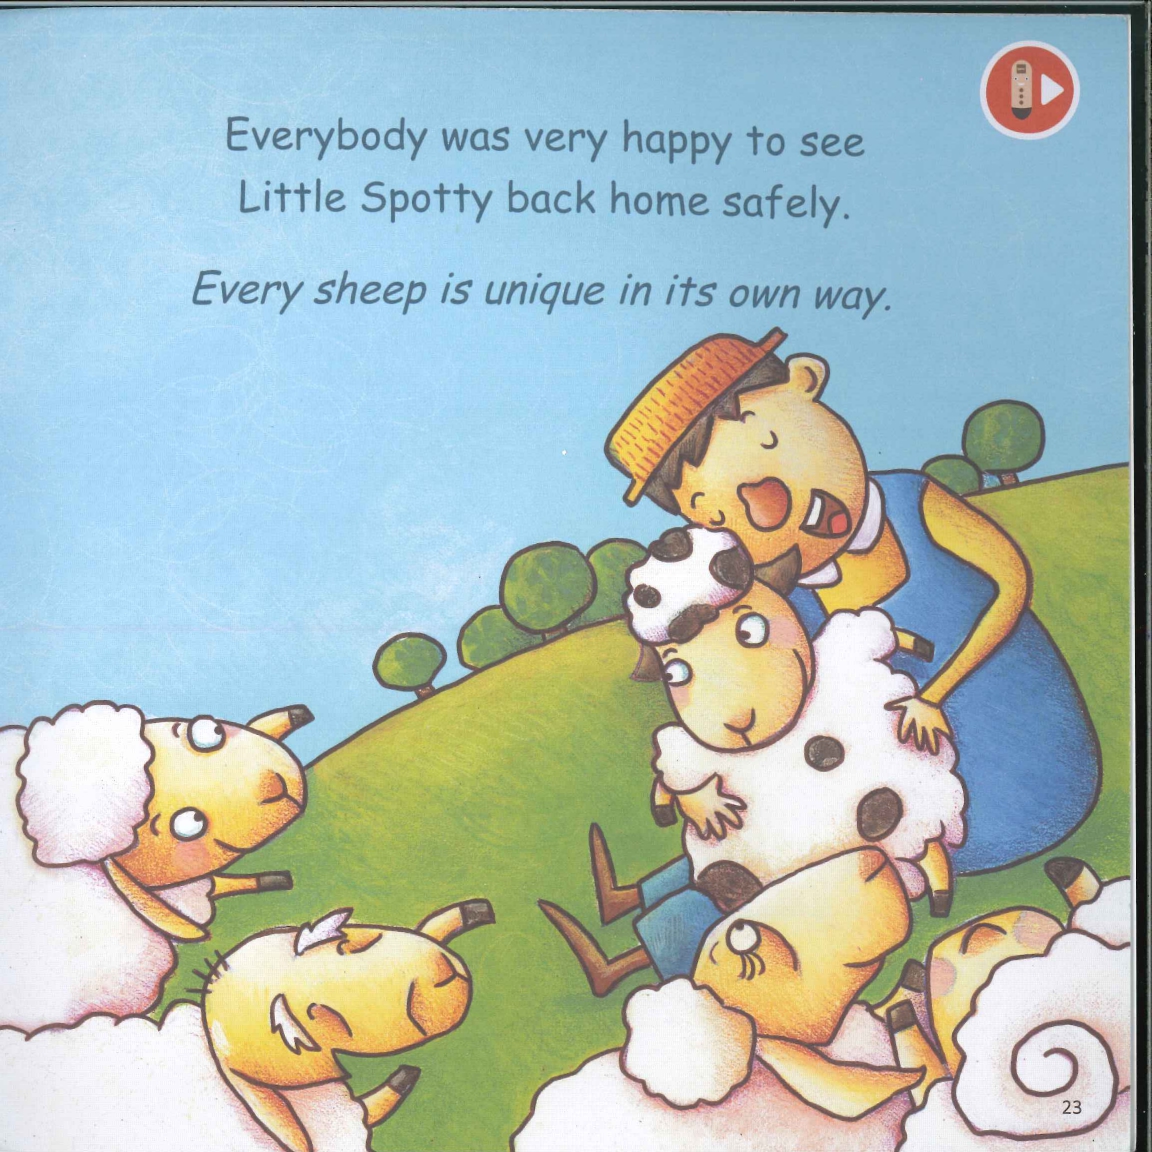 Everybody was very happy to see
Little Spotty back home safely.
Every sheep is unique in its own way.
23